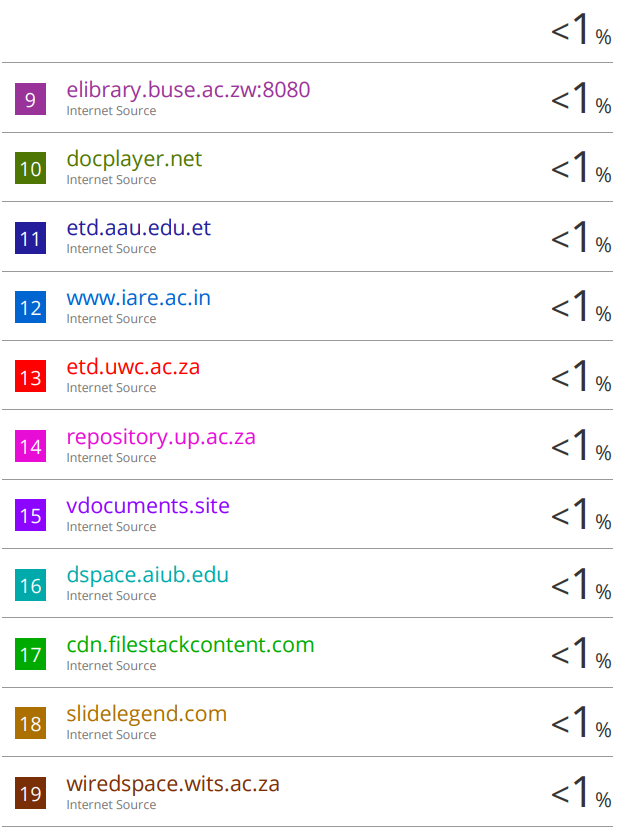 <1%
9 elibrary.buse.ac.zw:8080 <1%
Internet Source
10 docplayer.net <1%
Internet Source
11 etd.aau.edu.et <1%
Internet Source
12 www.iare.ac.in <1%
Internet Source
13 etd.uwc.ac.za <1%
Internet Source
14 repository.up.ac.za <1%
Internet Source
15 vdocuments.site <1%
Internet Source
16 dspace.aiub.edu <1%
Internet Source
17 cdn.filestackcontent.com <1%
Internet Source
18 slidelegend.com <1%
Internet Source
19 wiredspace.wits.ac.za <1%
Internet Source